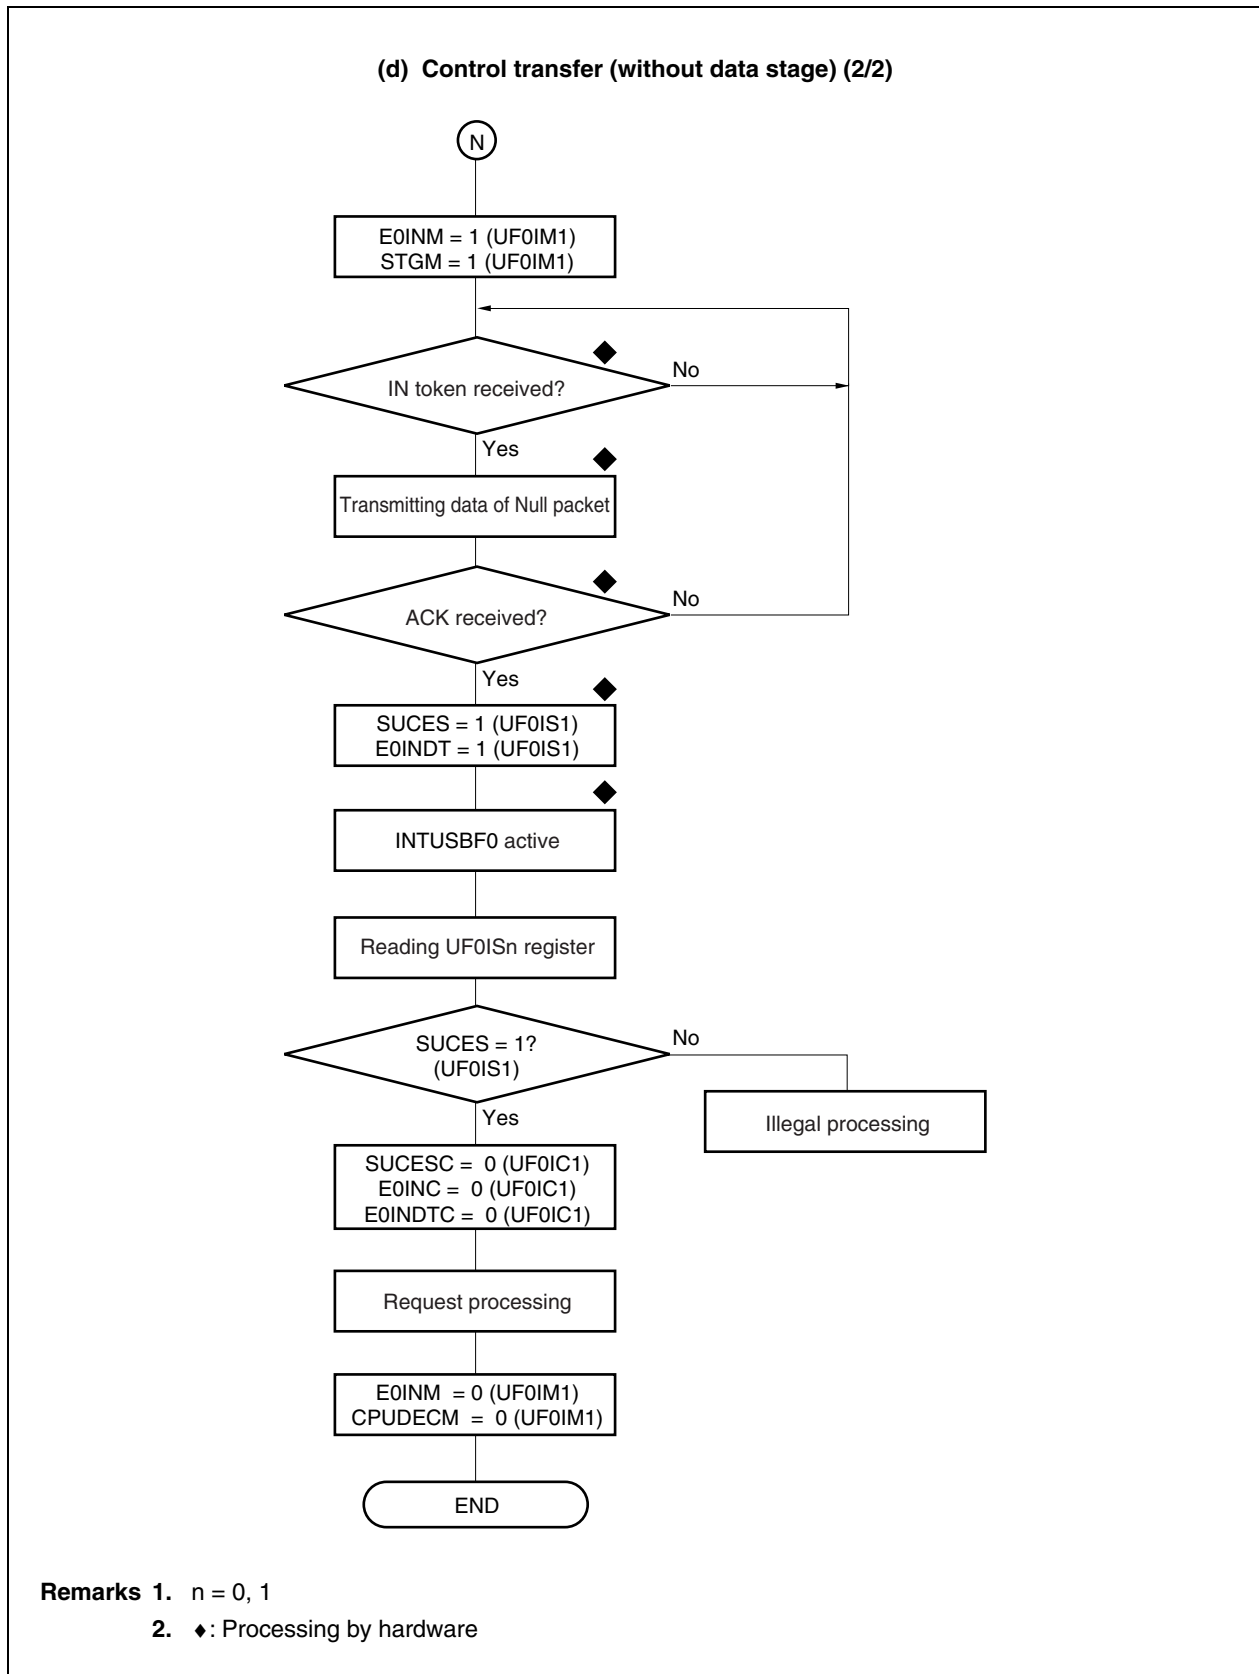 (d) Control transfer (without data stage) (2/2)
N
E0INM = 1 (UF0IM1)
STGM = 1 (UF0IM1)
IN token received?
No
Yes
Transmitting data of Null packet
ACK received?
No
Yes
SUCES = 1 (UF0IS1)
E0INDT = 1 (UF0IS1)
INTUSBF0 active
Reading UF0ISn register
SUCES = 1?
(UF0IS1)
No
Illegal processing
Yes
SUCESC = 0 (UF0IC1)
E0INC = 0 (UF0IC1)
E0INDTC = 0 (UF0IC1)
Request processing
E0INM = 0 (UF0IM1)
CPUDECM = 0 (UF0IM1)
END
Remarks 1. n = 0, 1
2. ♦: Processing by hardware